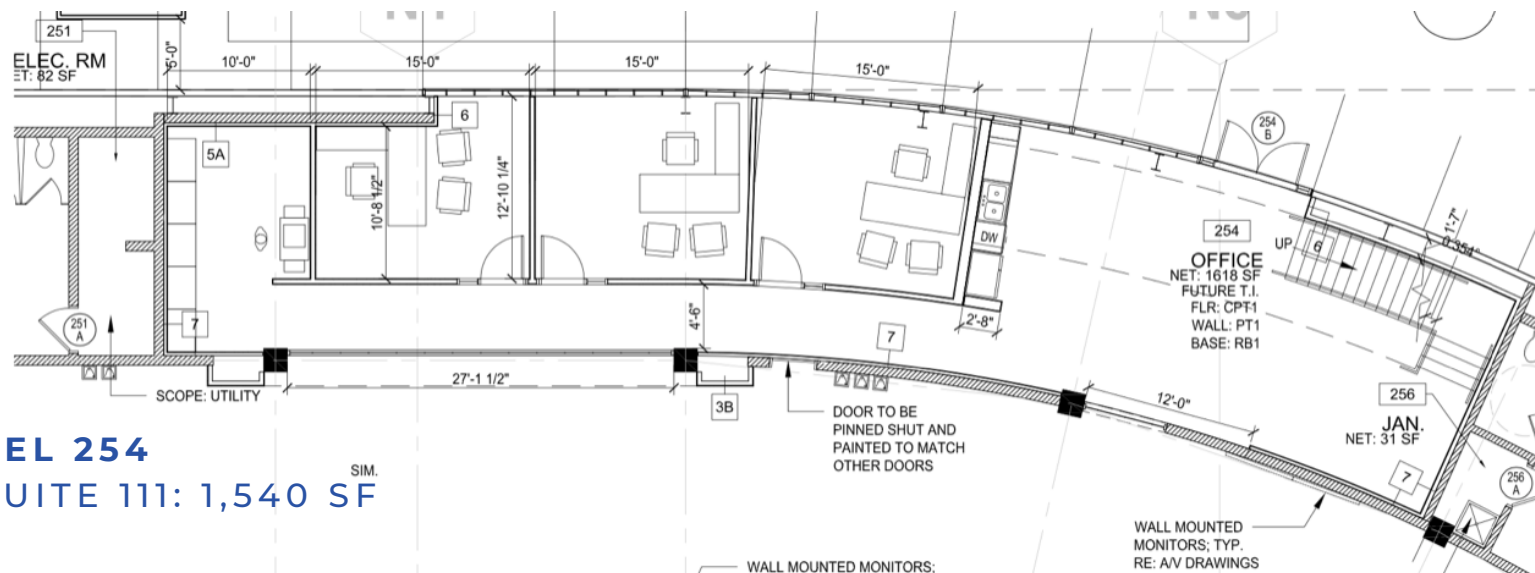 251
ELEC. RM
ET: 82 SF
5'-0"
10'-0"
15'-0"
15'-0"
15'-0"
6
5A
10'-8 1/2"
12'-10 1/4"
254
B
DW
254
OFFICE
NET: 1618 SF
FUTURE T.I.
FLR: CPT1
WALL: PT1
BASE: RB1
UP
6
1'-7"
0.354"
251
A
7
4'-6"
2'-8"
7
SCOPE: UTILITY
27'-1 1/2"
3B
DOOR TO BE
PINNED SHUT AND
PAINTED TO MATCH
OTHER DOORS
12'-0"
256
JAN.
NET: 31 SF
7
256
A
EL 254
UITE 111: 1,540 SF
SIM.
WALL MOUNTED
MONITORS; TYP.
RE: A/V DRAWINGS
WALL MOUNTED MONITORS;